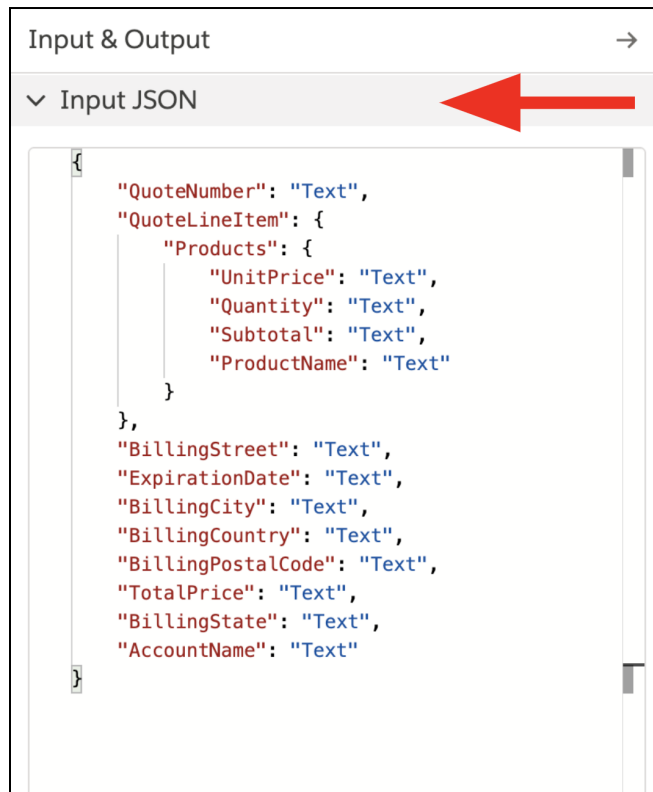 Input & Output
Input JSON
{
"QuoteNumber": "Text",
"QuoteLineItem": {
"Products": {
"UnitPrice": "Text",
"Quantity": "Text",
"Subtotal": "Text",
"ProductName": "Text"
}
},
"BillingStreet": "Text",
"ExpirationDate": "Text",
"BillingCity": "Text",
"BillingCountry": "Text",
"BillingPostalCode": "Text",
"TotalPrice": "Text",
"BillingState": "Text",
"AccountName": "Text"
}